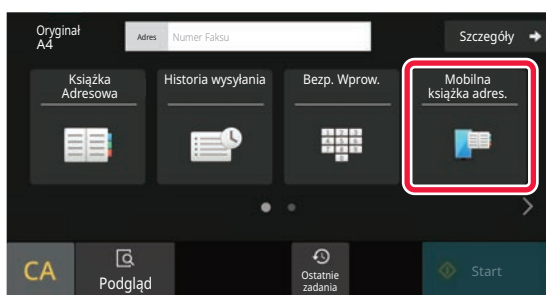 Oryginał
A4
Adres Numer Faksu
Szczegóły
Książka
Adresowa
Historia wysyłania
Bezp. Wprow.
Mobilna
książka adres.
CA
Podgląd
Ostatnie
zadania
Start